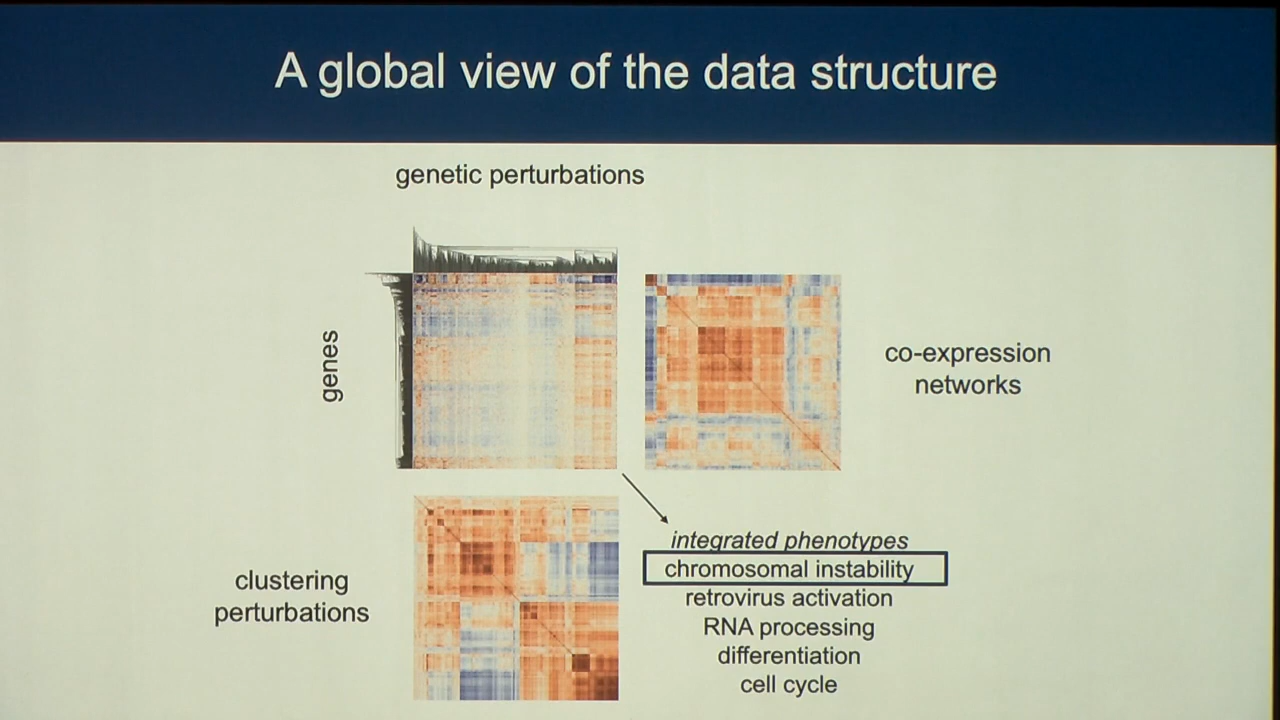 A global view of the data structure
genetic perturbations
genes
co-expression
networks
clustering
perturbations
integrated phenotypes
chromosomal instability
retrovirus activation
RNA processing
differentiation
cell cycle